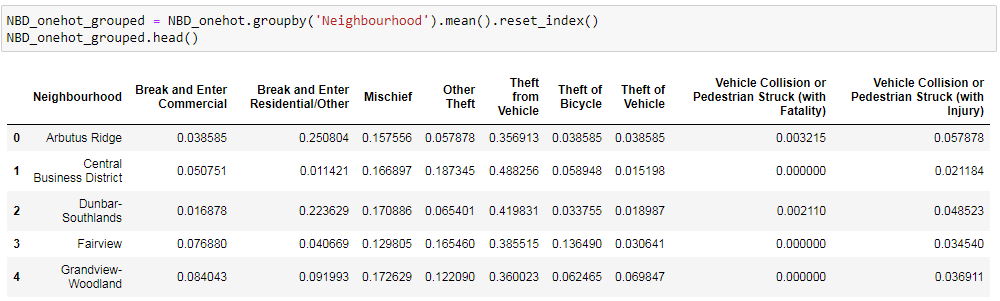 NBD_onehot_grouped = NBD_onehot.groupby('Neighbourhood').mean().reset_index()
NBD_onehot_grouped.head()
Neighbourhood Break and Enter Commercial Break and Enter Residential/Other Mischief Other Theft Theft from Vehicle Theft of Bicycle Theft of Vehicle Vehicle Collision or Pedestrian Struck (with Fatality) Vehicle Collision or Pedestrian Struck (with Injury)
0 Arbutus Ridge 0.038585 0.250804 0.157556 0.057878 0.356913 0.038585 0.038585 0.003215 0.057878
1 Central Business District 0.050751 0.011421 0.166897 0.187345 0.488256 0.058948 0.015198 0.000000 0.021184
2 Dunbar-Southlands 0.016878 0.223629 0.170886 0.065401 0.419831 0.033755 0.018987 0.002110 0.048523
3 Fairview 0.076880 0.040669 0.129805 0.165460 0.385515 0.136490 0.030641 0.000000 0.034540
4 Grandview-Woodland 0.084043 0.091993 0.172629 0.122090 0.360023 0.062465 0.069847 0.000000 0.036911